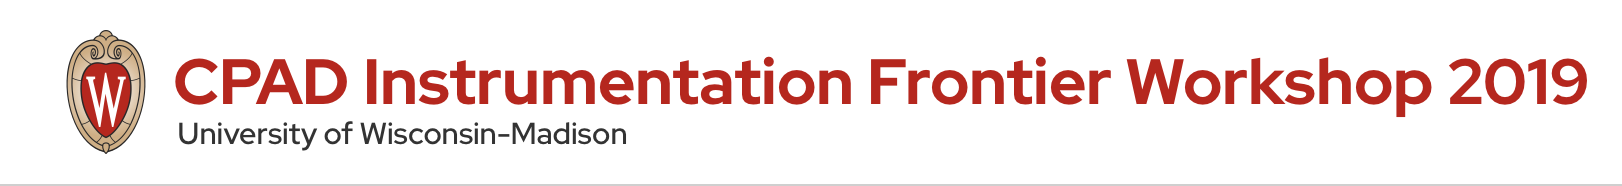 W
CPAD Instrumentation Frontier Workshop 2019
University of Wisconsin-Madison